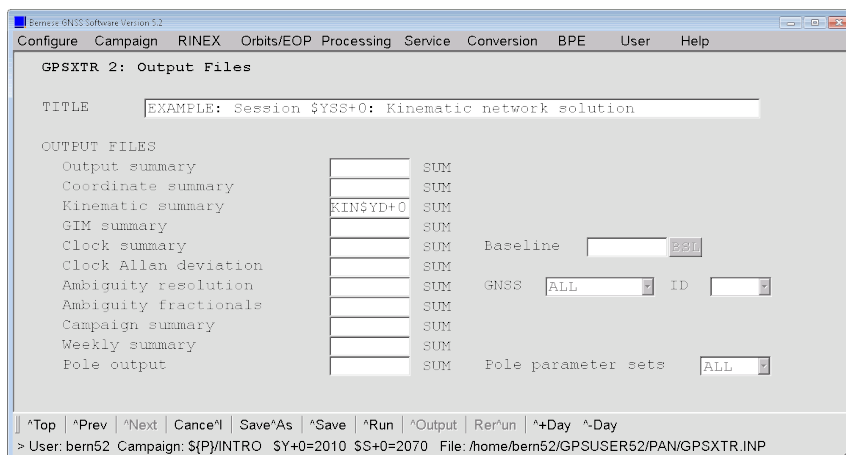 Bernese GNSS Software Version 5.2
Configure Campaign RINEX Orbits/EOP Processing Service Conversion BPE User Help
GPSXTR 2: Output Files
TITLE EXAMPLE: Session $YSS+0: Kinematic network solution
OUTPUT FILES
Output summary SUM
Coordinate summary SUM
Kinematic summary KIN$YD+0 SUM
GIM summary SUM
Clock summary SUM Baseline BSL
Clock Allan deviation SUM
Ambiguity resolution SUM GNSS ALL ID
Ambiguity fractionals SUM
Campaign summary SUM
Weekly summary SUM
Pole output SUM Pole parameter sets ALL
^Top | ^Prev | ^Next | Cance^l | Save^As | ^Save | ^Run | ^Output | Rer^un | ^+Day ^-Day
> User: bern52 Campaign: ${P}/INTRO $Y+0=2010 $S+0=2070 File: /home/bern52/GPSUSER52/PAN/GPSXTR.INP